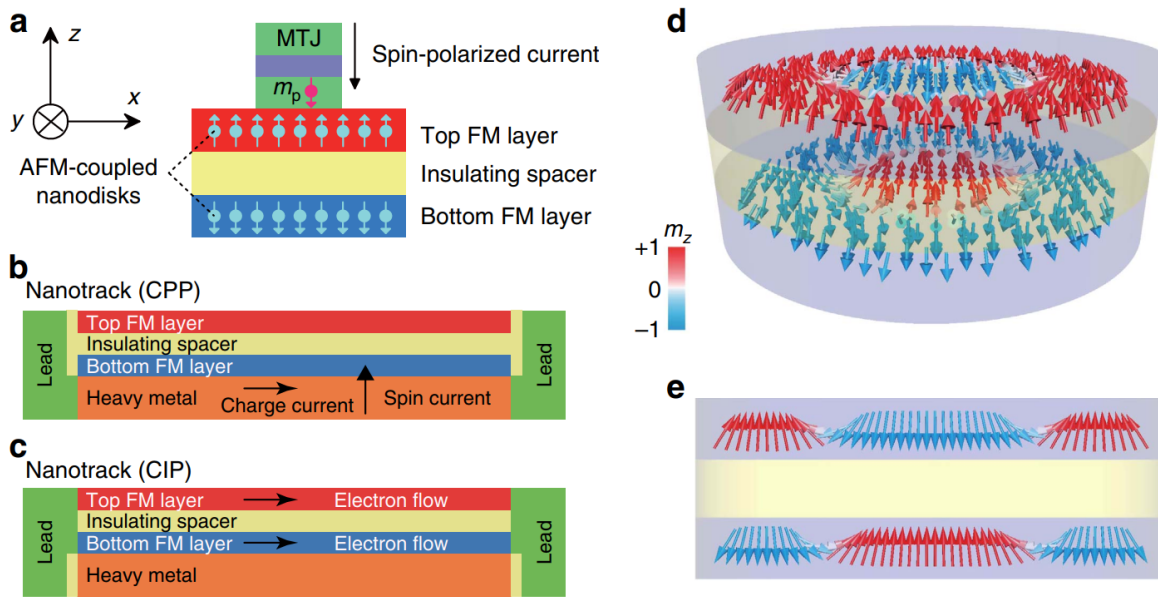 a
z
x
y
MTJ
mp
Spin-polarized current
Top FM layer
Insulating spacer
Bottom FM layer
AFM-coupled
nanodisks
b
Nanotrack (CPP)
Lead
Top FM layer
Insulating spacer
Bottom FM layer
Heavy metal
Charge current
Spin current
Lead
c
Nanotrack (CIP)
Lead
Top FM layer
Electron flow
Insulating spacer
Bottom FM layer
Electron flow
Heavy metal
Lead
d
mz
+1
0
–1
e